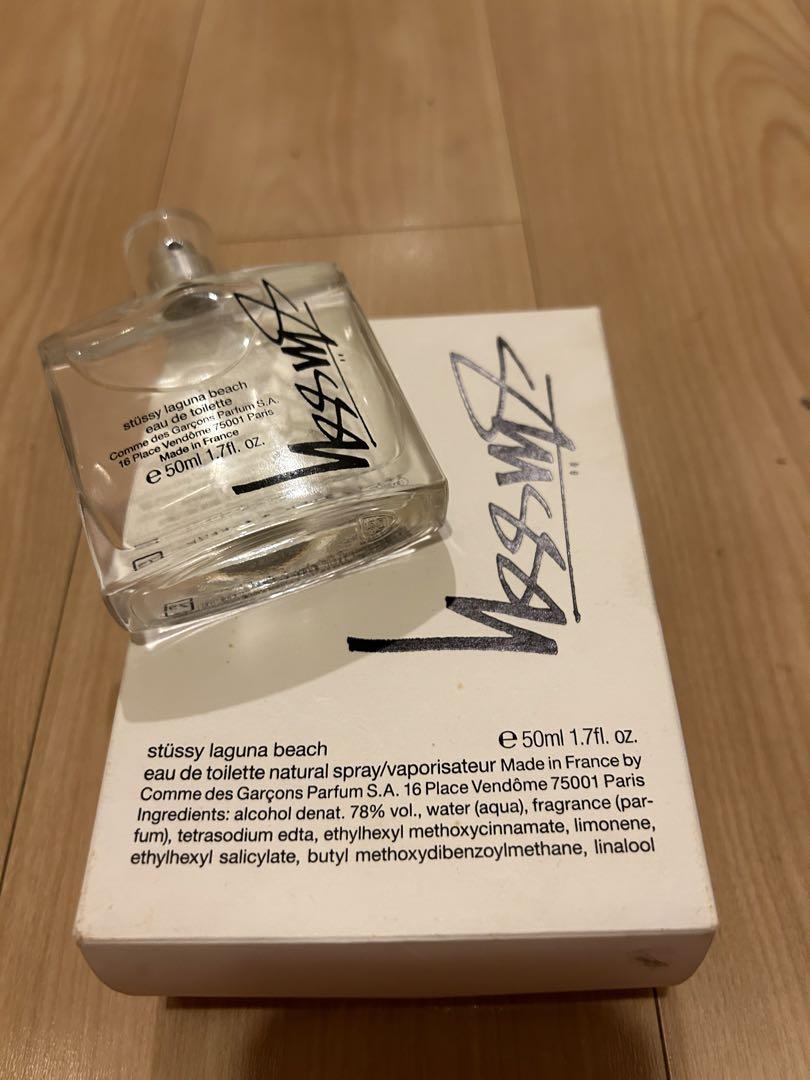 stüssy
stüssy laguna beach
eau de toilette
Comme des Garçons Parfum S.A.
16 Place Vendôme 75001 Paris
Made in France
e 50ml 1.7fl. oz.
stüssy
stüssy laguna beach
e 50ml 1.7fl. oz.
eau de toilette natural spray/vaporisateur Made in France by
Comme des Garçons Parfum S.A. 16 Place Vendôme 75001 Paris
Ingredients: alcohol denat. 78% vol., water (aqua), fragrance (par-
fum), tetrasodium edta, ethylhexyl methoxycinnamate, limonene,
ethylhexyl salicylate, butyl methoxydibenzoylmethane, linalool